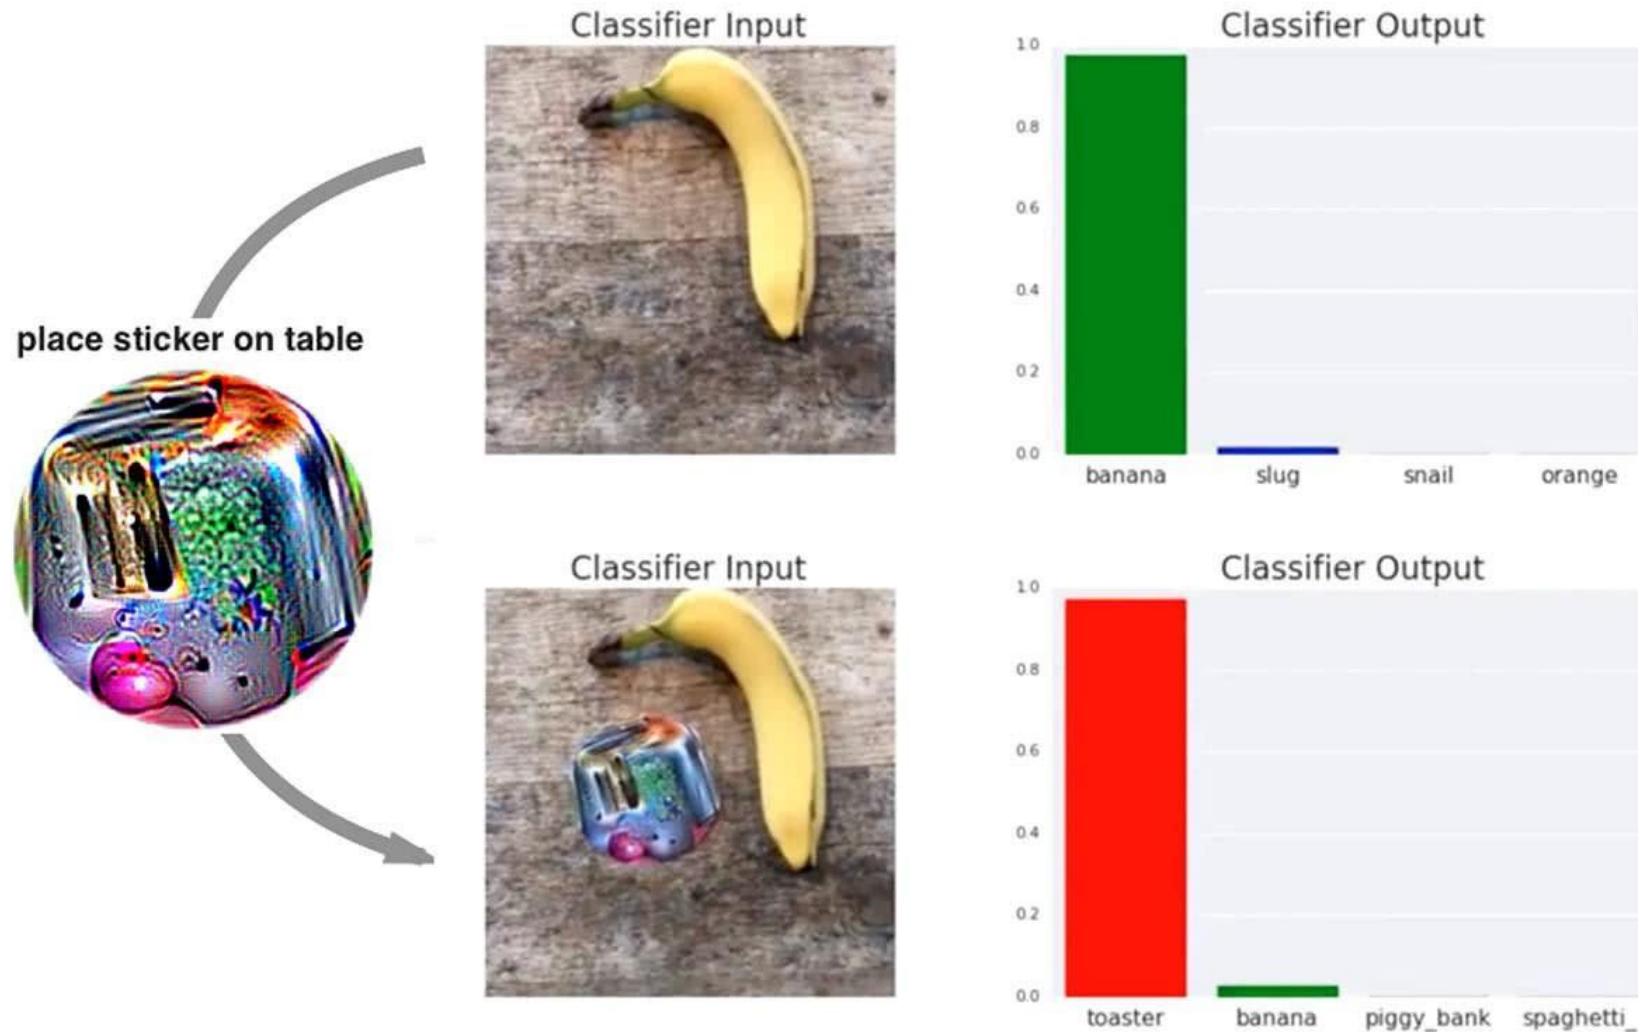 Classifier Input
Classifier Output
1.0
0.8
0.6
0.4
0.2
0.0
banana slug snail orange
place sticker on table
Classifier Input
Classifier Output
1.0
0.8
0.6
0.4
0.2
0.0
toaster banana piggy_bank spaghetti_